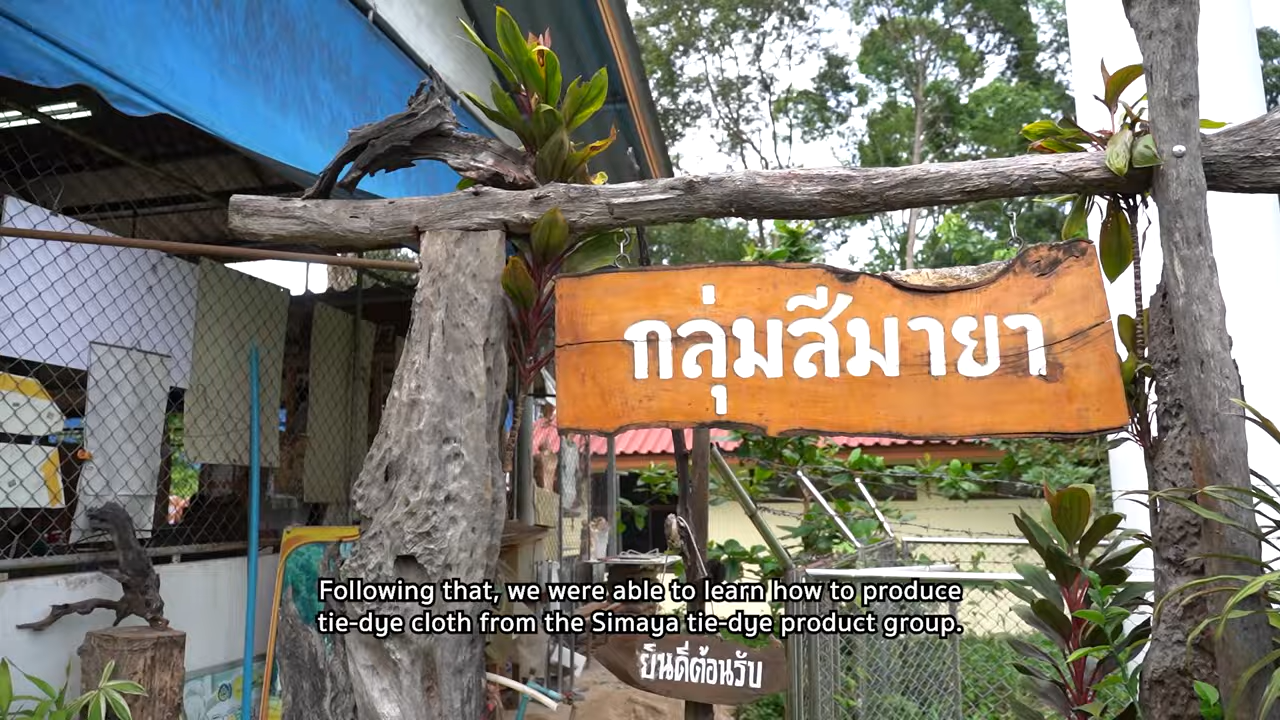 กลุ่มสีมายา
Following that, we were able to learn how to produce
tie-dye cloth from the Simaya tie-dye product group.
ยินดีต้อนรับ